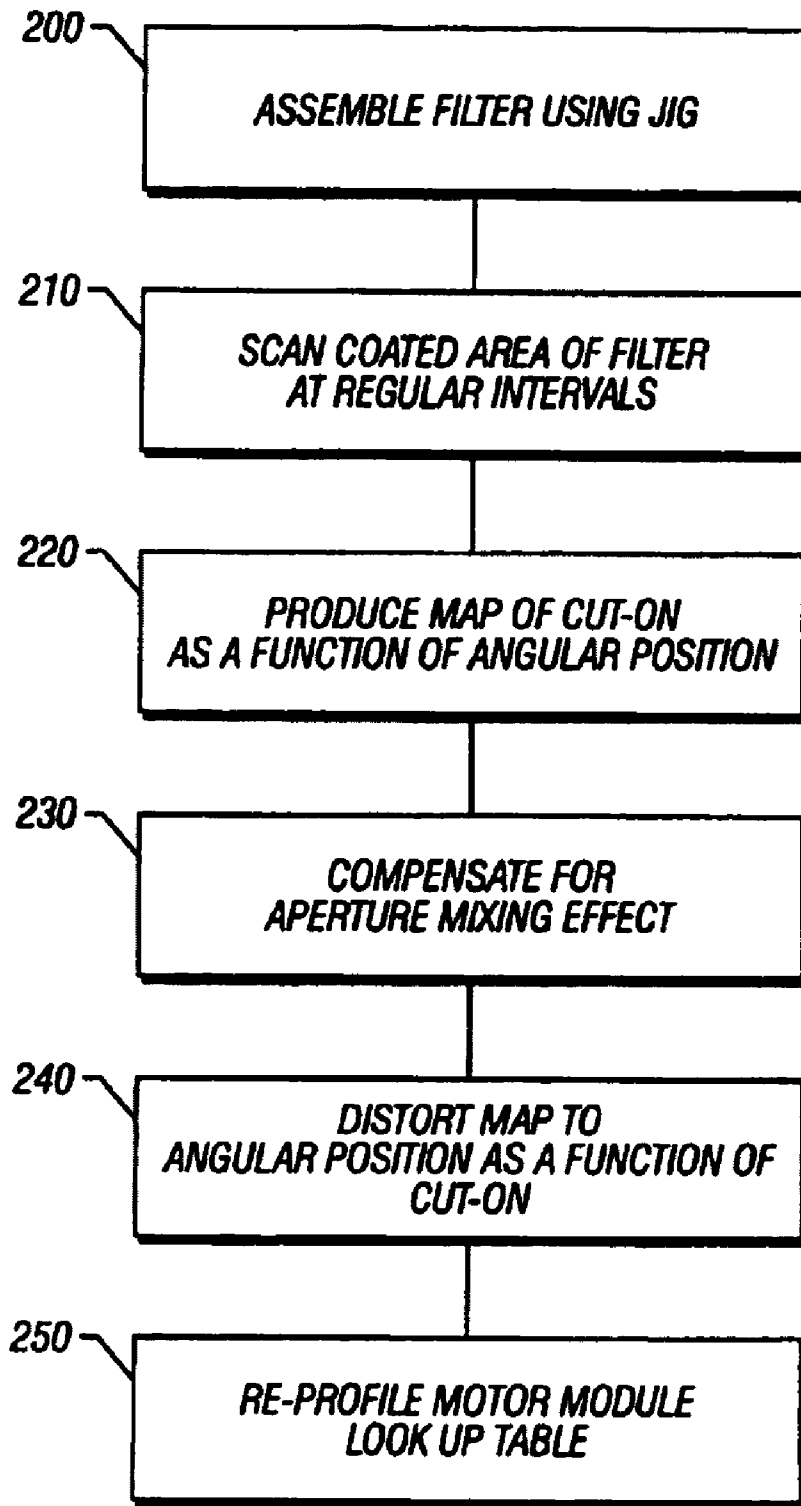 200
ASSEMBLE FILTER USING JIG
210
SCAN COATED AREA OF FILTER
AT REGULAR INTERVALS
220
PRODUCE MAP OF CUT-ON
AS A FUNCTION OF ANGULAR POSITION
230
COMPENSATE FOR
APERTURE MIXING EFFECT
240
DISTORT MAP TO
ANGULAR POSITION AS A FUNCTION OF
CUT-ON
250
RE-PROFILE MOTOR MODULE
LOOK UP TABLE